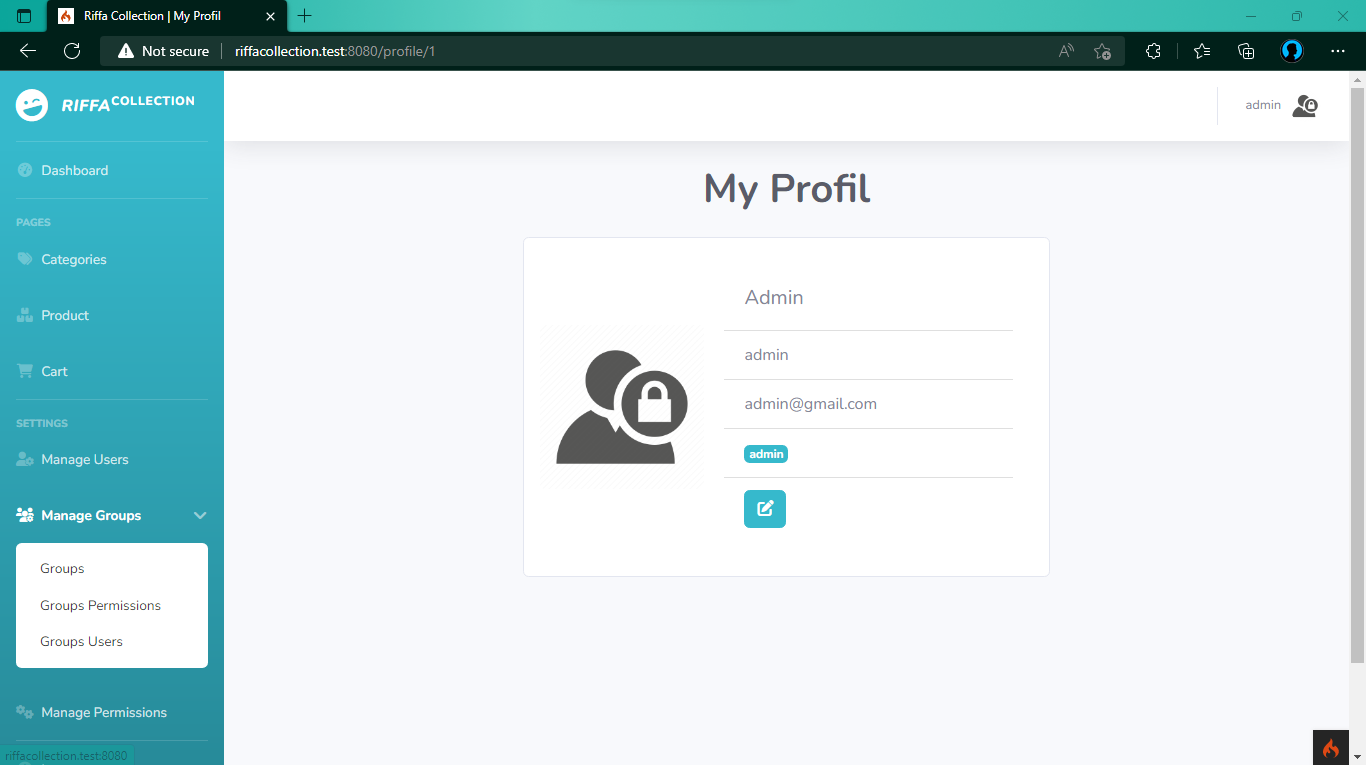 Riffa Collection | My Profil
Not secure
riffacollection.test:8080/profile/1
RIFFA COLLECTION
admin
Dashboard
PAGES
Categories
Product
Cart
SETTINGS
Manage Users
Manage Groups
Groups
Groups Permissions
Groups Users
Manage Permissions
My Profil
Admin
admin
admin@gmail.com
admin
riffacollection.test:8080